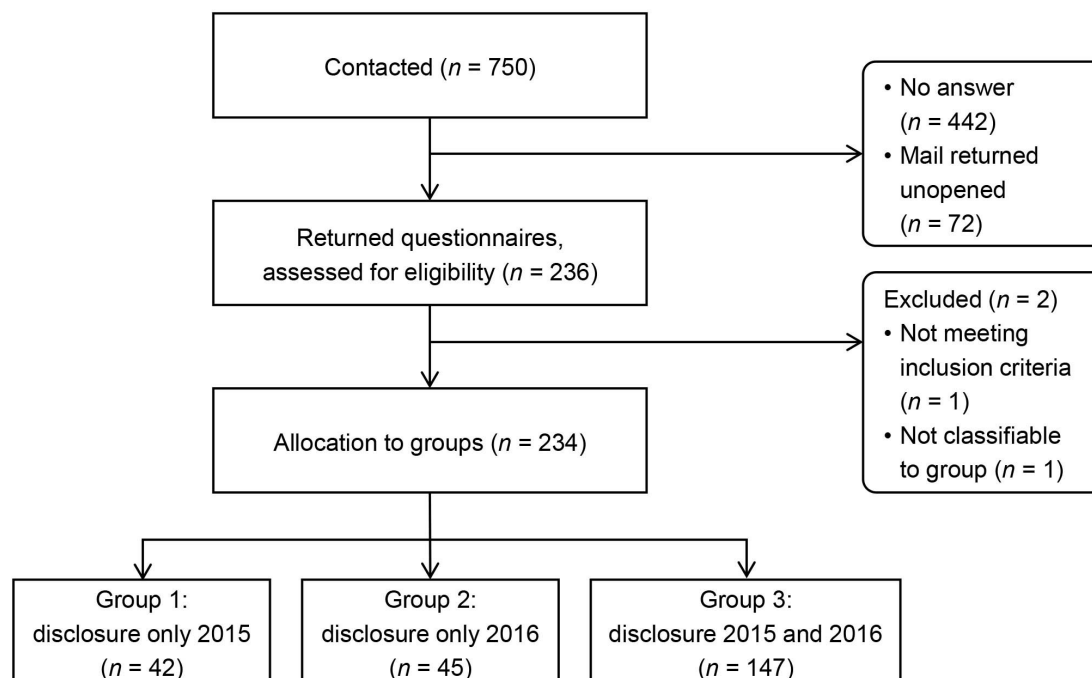 Contacted (n = 750)
• No answer
(n = 442)
• Mail returned
unopened
(n = 72)
Returned questionnaires,
assessed for eligibility (n = 236)
Excluded (n = 2)
• Not meeting
inclusion criteria
(n = 1)
• Not classifiable
to group (n = 1)
Allocation to groups (n = 234)
Group 1:
disclosure only 2015
(n = 42)
Group 2:
disclosure only 2016
(n = 45)
Group 3:
disclosure 2015 and 2016
(n = 147)